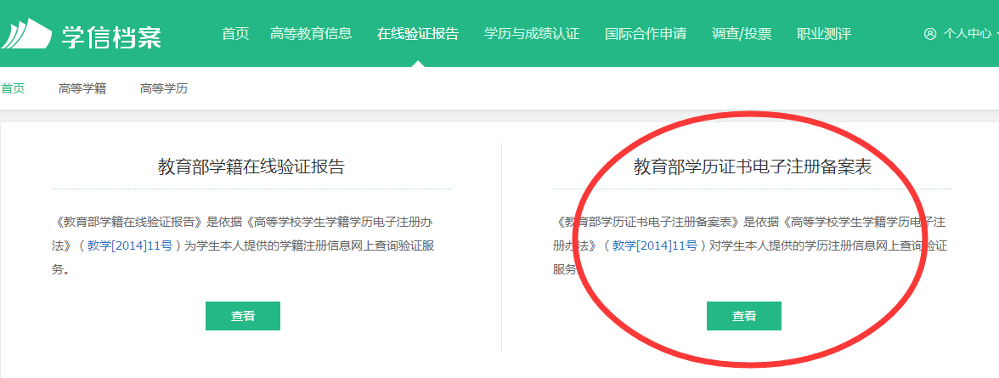 学信档案
首页 高等教育信息 在线验证报告 学历与成绩认证 国际合作申请 调查/投票 职业测评 个人中心
首页 高等学籍 高等学历
教育部学籍在线验证报告
《教育部学籍在线验证报告》是依据《高等学校学生学籍学历电子注册办
法》（教学[2014]11号）为学生本人提供的学籍注册信息网上查询验证服
务。
查看
教育部学历证书电子注册备案表
《教育部学历证书电子注册备案表》是依据《高等学校学生学籍学历电子注
册办法》（教学[2014]11号）对学生本人提供的学历注册信息网上查询验证
服务。
查看